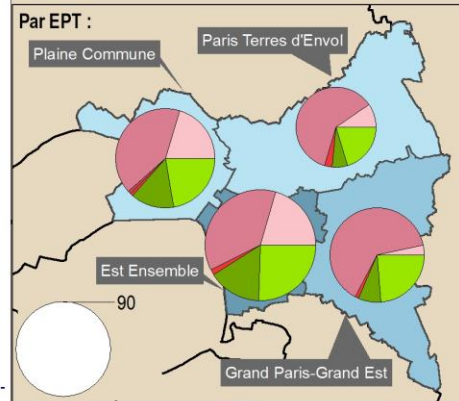 Par EPT :
Paris Terres d'Envol
Plaine Commune
Est Ensemble
90
Grand Paris-Grand Est
-